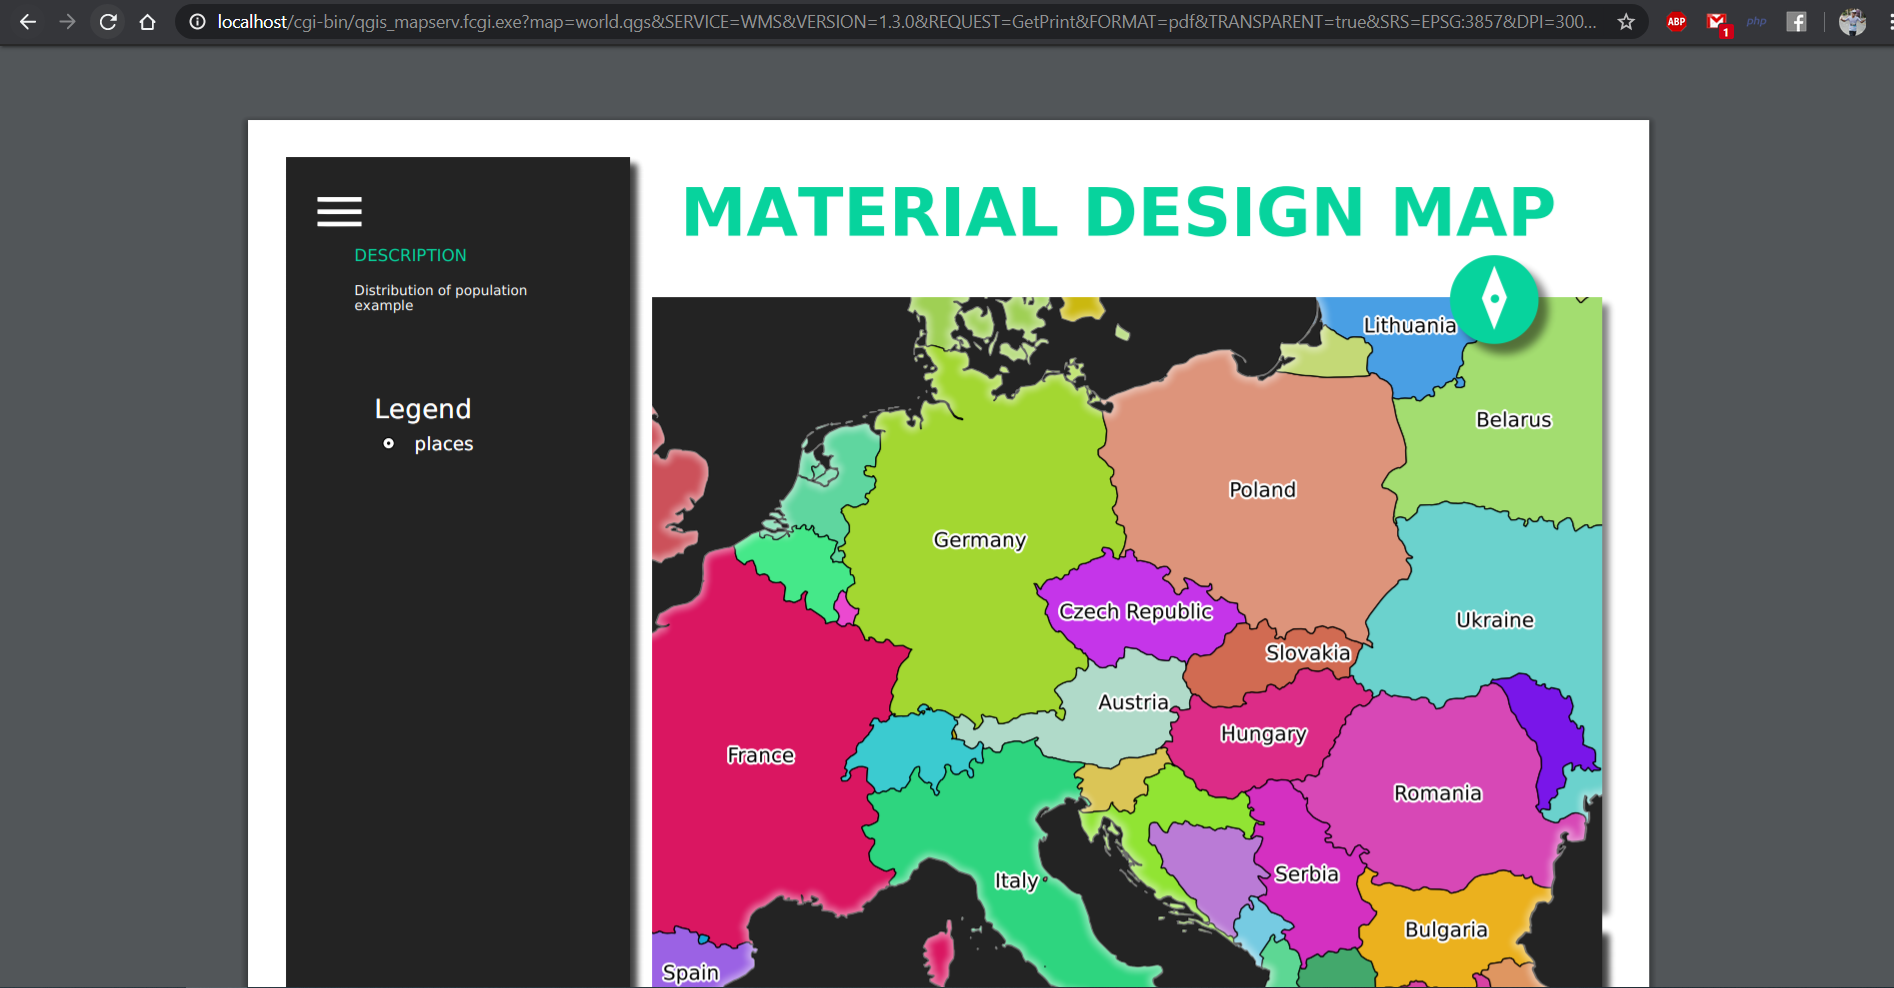 localhost/cgi-bin/qgis_mapserv.fcgi.exe?map=world.qgs&SERVICE=WMS&VERSION=1.3.0&REQUEST=GetPrint&FORMAT=pdf&TRANSPARENT=true&SRS=EPSG:3857&DPI=300...
ABP
1
php
MATERIAL DESIGN MAP
DESCRIPTION
Distribution of population
example
Legend
places
Lithuania
Belarus
Poland
Germany
Czech Republic
Ukraine
Slovakia
Austria
Hungary
France
Romania
Italy
Serbia
Bulgaria
Spain